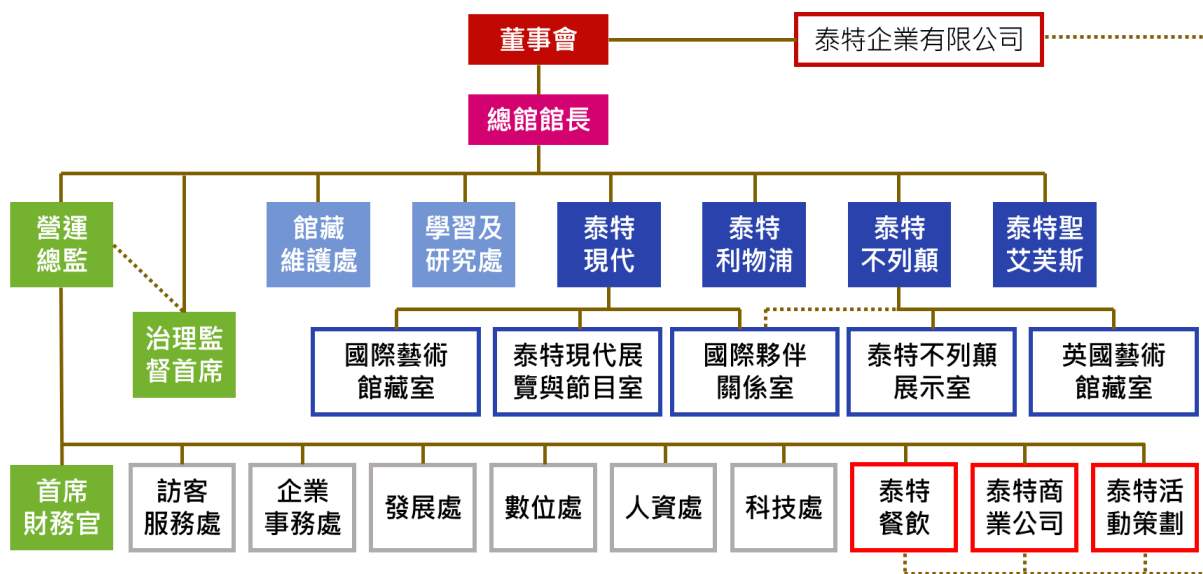 董事會
泰特企業有限公司
總館館長
營運
總監
館藏
維護處
學習及
研究處
泰特
現代
泰特
利物浦
泰特
不列顛
泰特聖
艾芙斯
治理監
督首席
國際藝術
館藏室
泰特現代展
覽與節目室
國際夥伴
關係室
泰特不列顛
展示室
英國藝術
館藏室
首席
財務官
訪客
服務處
企業
事務處
發展處
數位處
人資處
科技處
泰特
餐飲
泰特商
業公司
泰特活
動策劃